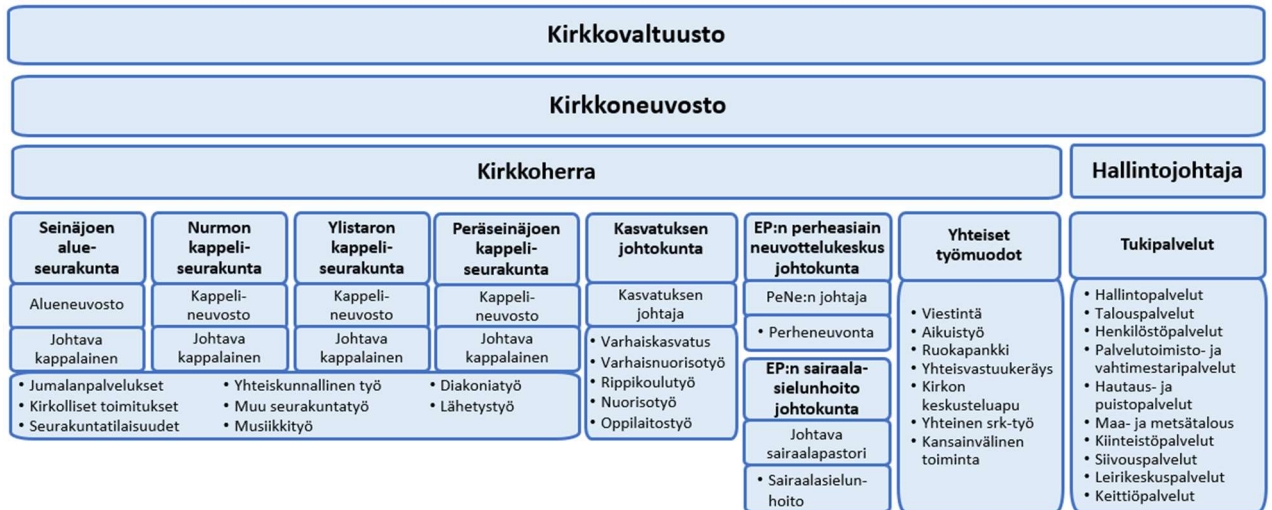 Kirkkovaltuusto
Kirkkoneuvosto
Kirkkoherra
Hallintojohtaja
Seinäjoen
alue-
seurakunta
Alueneuvosto
Johtava
kappalainen
Nurmon
kappeli-
seurakunta
Kappeli-
neuvosto
Johtava
kappalainen
Ylistaron
kappeli-
seurakunta
Kappeli-
neuvosto
Johtava
kappalainen
Peräseinäjoen
kappeli-
seurakunta
Kappeli-
neuvosto
Johtava
kappalainen
• Jumalanpalvelukset
• Kirkolliset toimitukset
• Seurakuntatilaisuudet
• Yhteiskunnallinen työ
• Muu seurakuntatyö
• Musiikkityö
• Diakoniatyö
• Lähetystyö
Kasvatuksen
johtokunta
Kasvatuksen
johtaja
• Varhaiskasvatus
• Varhaisnuorisotyö
• Rippikoulutyö
• Nuorisotyö
• Oppilaitostyö
EP:n perheasiain
neuvottelukeskus
johtokunta
PeNe:n johtaja
• Perheneuvonta
EP:n sairaala-
sielunhoito
johtokunta
Johtava
sairaalapastori
• Sairaalasielun-
hoito
Yhteiset
työmuodot
• Viestintä
• Aikuistyö
• Ruokapankki
• Yhteisvastuukeräys
• Kirkon
keskusteluapu
• Yhteinen srk-työ
• Kansainvälinen
toiminta
Tukipalvelut
• Hallintopalvelut
• Talouspalvelut
• Henkilöstöpalvelut
• Palvelutoimisto- ja
vahtimestaripalvelut
• Hautaus- ja
puistopalvelut
• Maa- ja metsätalous
• Kiinteistöpalvelut
• Siivouspalvelut
• Leirikeskuspalvelut
• Keittiöpalvelut